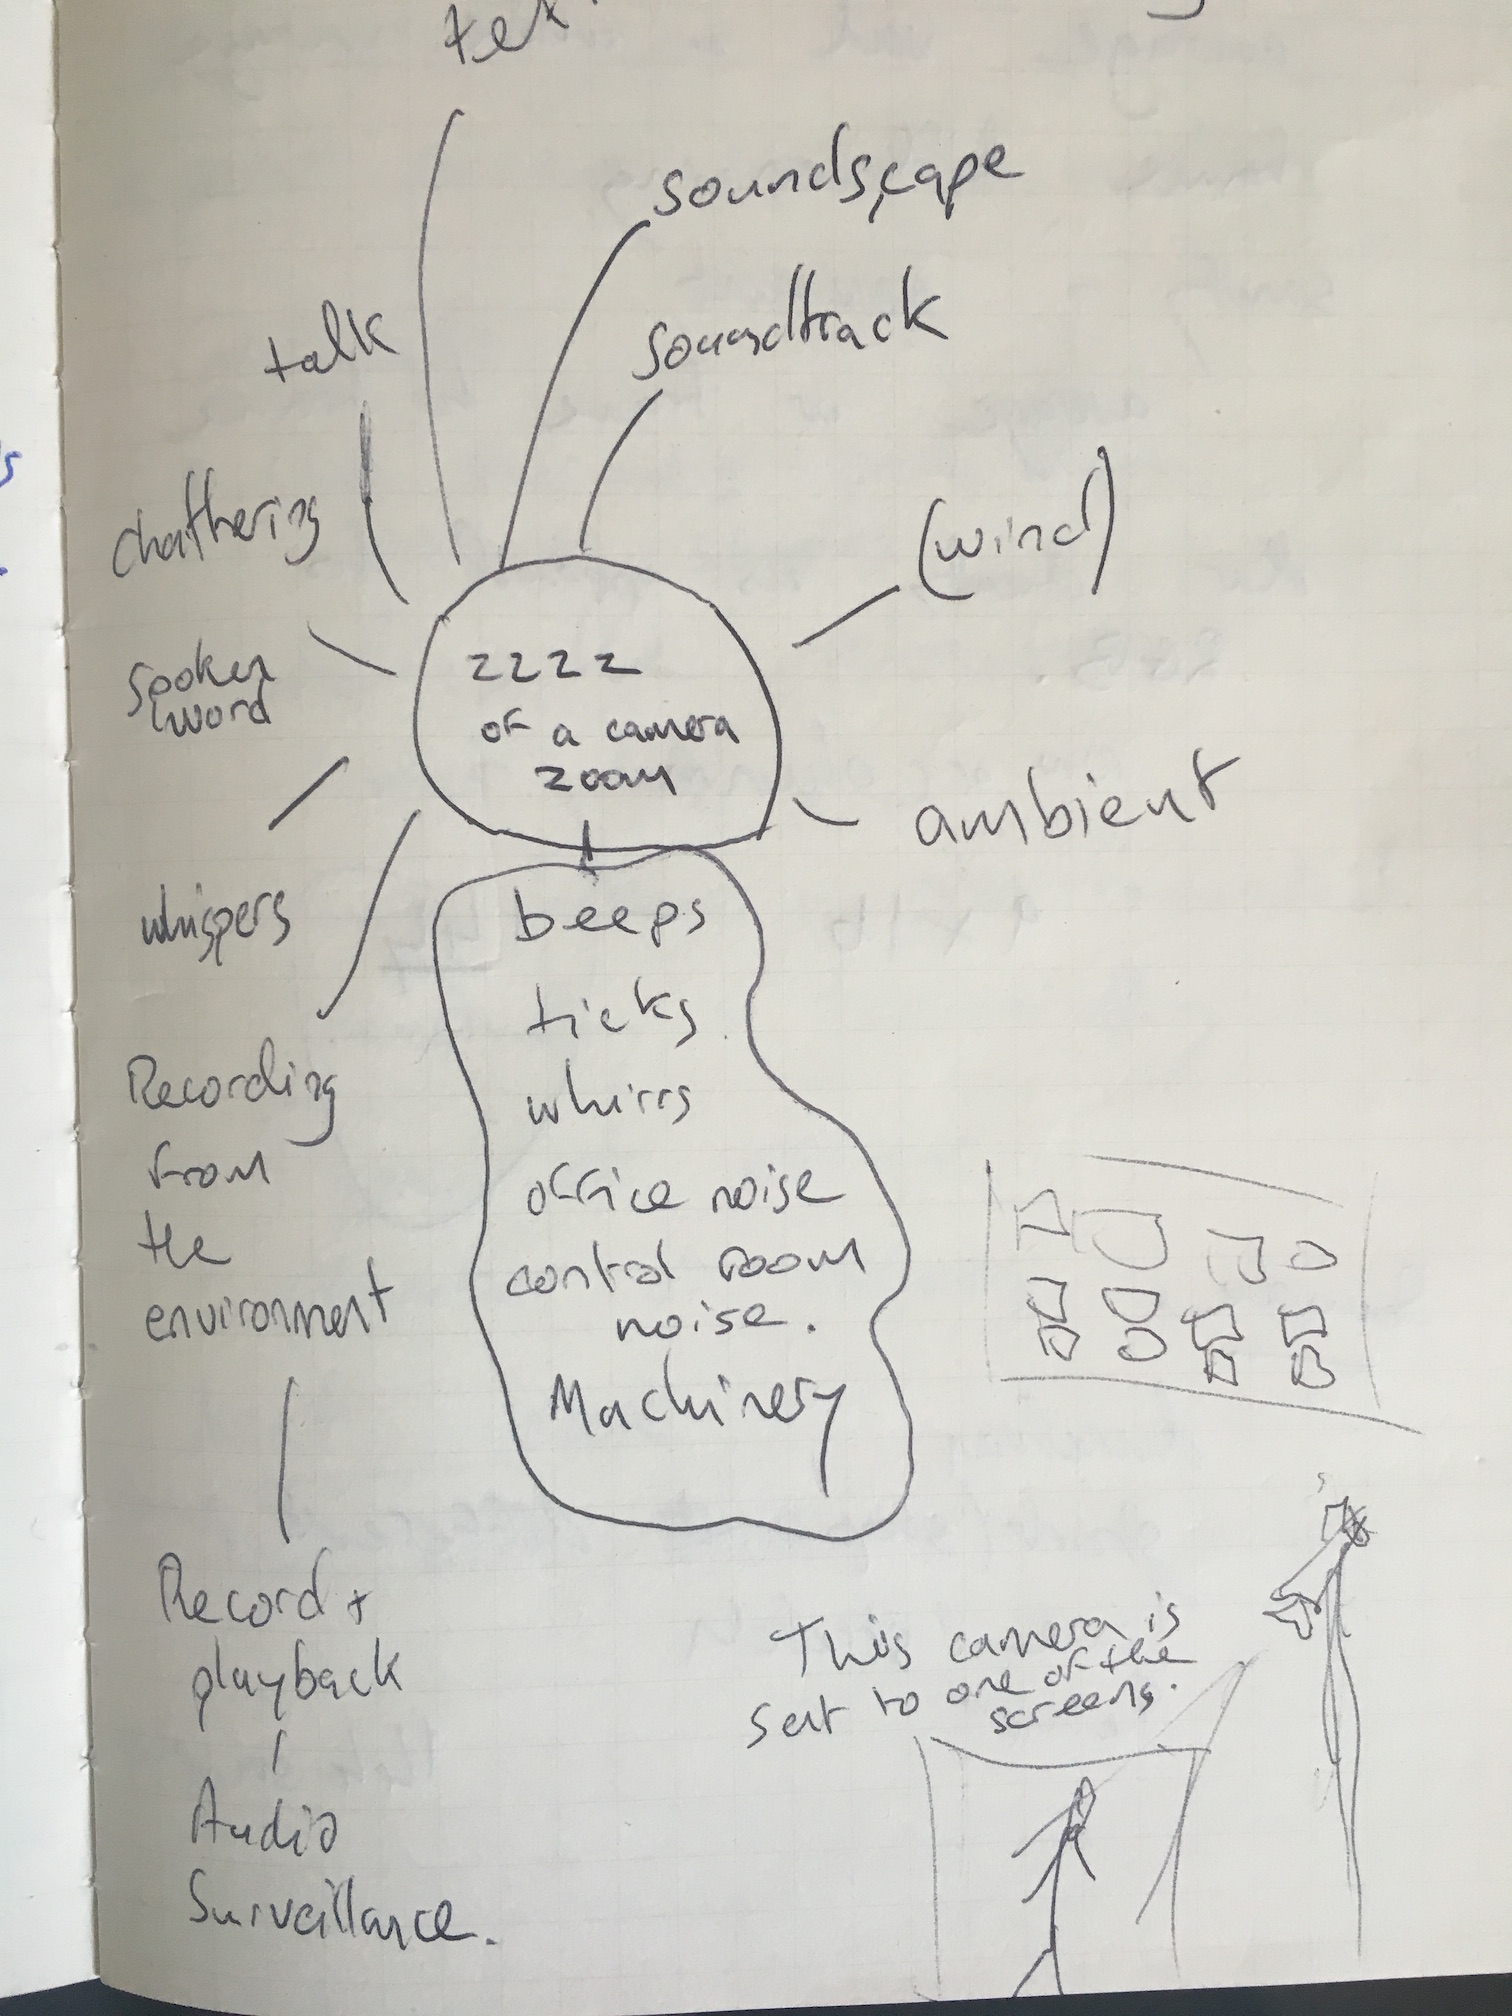 soundscape
soundtrack
talk
(wind)
chathering
zzzz
of a camera
zoom
spoken
word
ambient
whispers
beeps
ticks
whirrs
office noise
control room
noise.
Machinery
Recording
from
the
environment
Record +
playback
Audio
Surveillance.
This camera is
sent to one of the
screens.